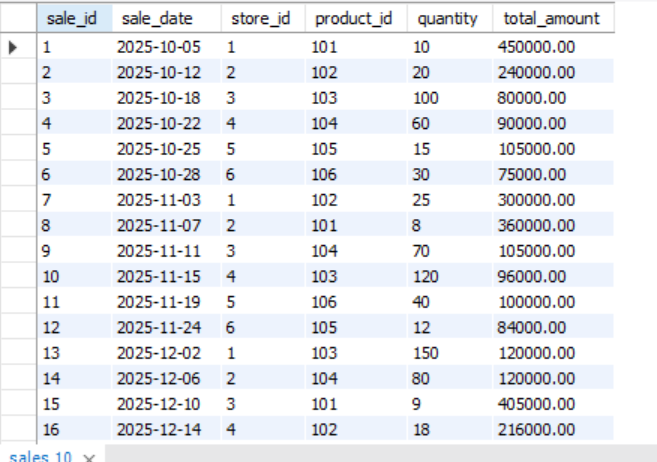 sale_id sale_date store_id product_id quantity total_amount
1 2025-10-05 1 101 10 450000.00
2 2025-10-12 2 102 20 240000.00
3 2025-10-18 3 103 100 80000.00
4 2025-10-22 4 104 60 90000.00
5 2025-10-25 5 105 15 105000.00
6 2025-10-28 6 106 30 75000.00
7 2025-11-03 1 102 25 300000.00
8 2025-11-07 2 101 8 360000.00
9 2025-11-11 3 104 70 105000.00
10 2025-11-15 4 103 120 96000.00
11 2025-11-19 5 106 40 100000.00
12 2025-11-24 6 105 12 84000.00
13 2025-12-02 1 103 150 120000.00
14 2025-12-06 2 104 80 120000.00
15 2025-12-10 3 101 9 405000.00
16 2025-12-14 4 102 18 216000.00
sales 10